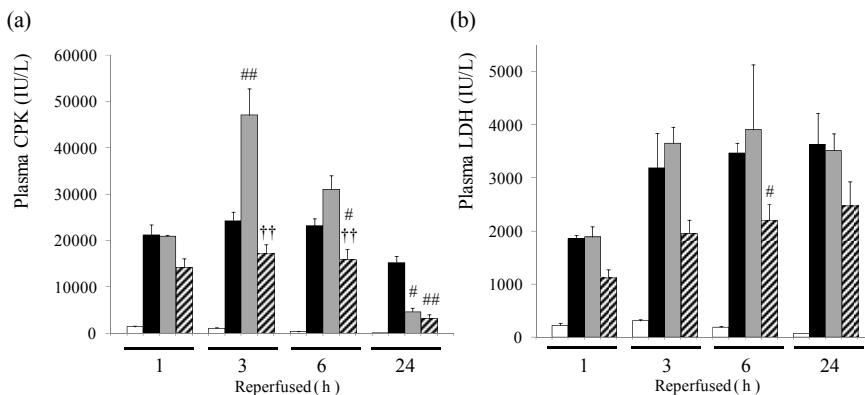 (a)
Plasma CPK (IU/L)
60000
50000
40000
30000
20000
10000
0
##
††
#
††
#
##
1 3 6 24
Reperfused ( h )
(b)
Plasma LDH (IU/L)
5000
4000
3000
2000
1000
0
#
1 3 6 24
Reperfused ( h )